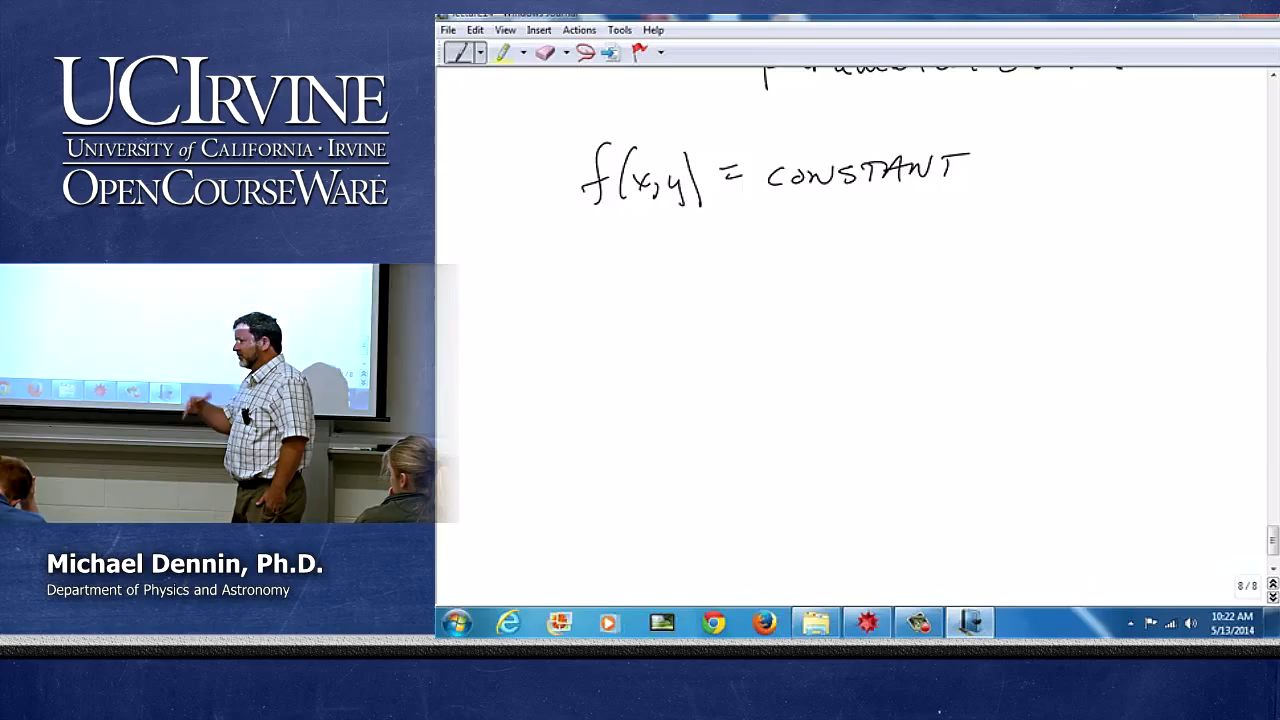 UCIRVINE
UNIVERSITY of CALIFORNIA · IRVINE
OPENCOURSEWARE
Michael Dennin, Ph.D.
Department of Physics and Astronomy
File Edit View Insert Actions Tools Help
f(x,y) = CONSTANT
8/8
10:22 AM
5/13/2014